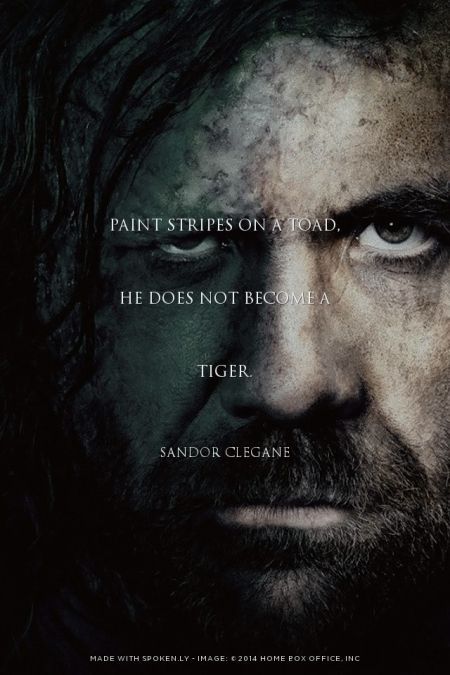 PAINT STRIPES ON A TOAD,
HE DOES NOT BECOME A
TIGER.
SANDOR CLEGANE
MADE WITH SPOKEN.LY - IMAGE: ©2014 HOME BOX OFFICE, INC